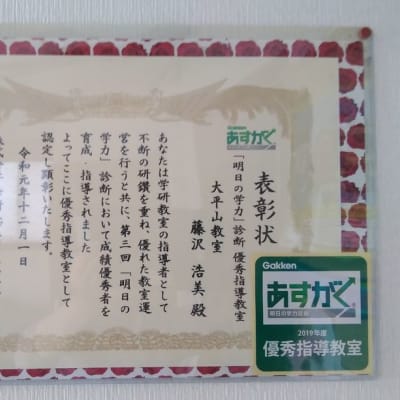 表彰状
Gakken
あすがく
「明日の学力」診断 優秀指導教室
大平山教室
藤沢 浩美 殿
あなたは学研教室の指導者として
不断の研鑽を重ね、優れた教室運
営を行うと共に、第三回「明日の
学力」診断において成績優秀者を
育成・指導されました
よってここに優秀指導教室として
認定し顕彰いたします。
令和元年十二月一日
Gakken
あすがく
明日の学力診断
2019年度
優秀指導教室